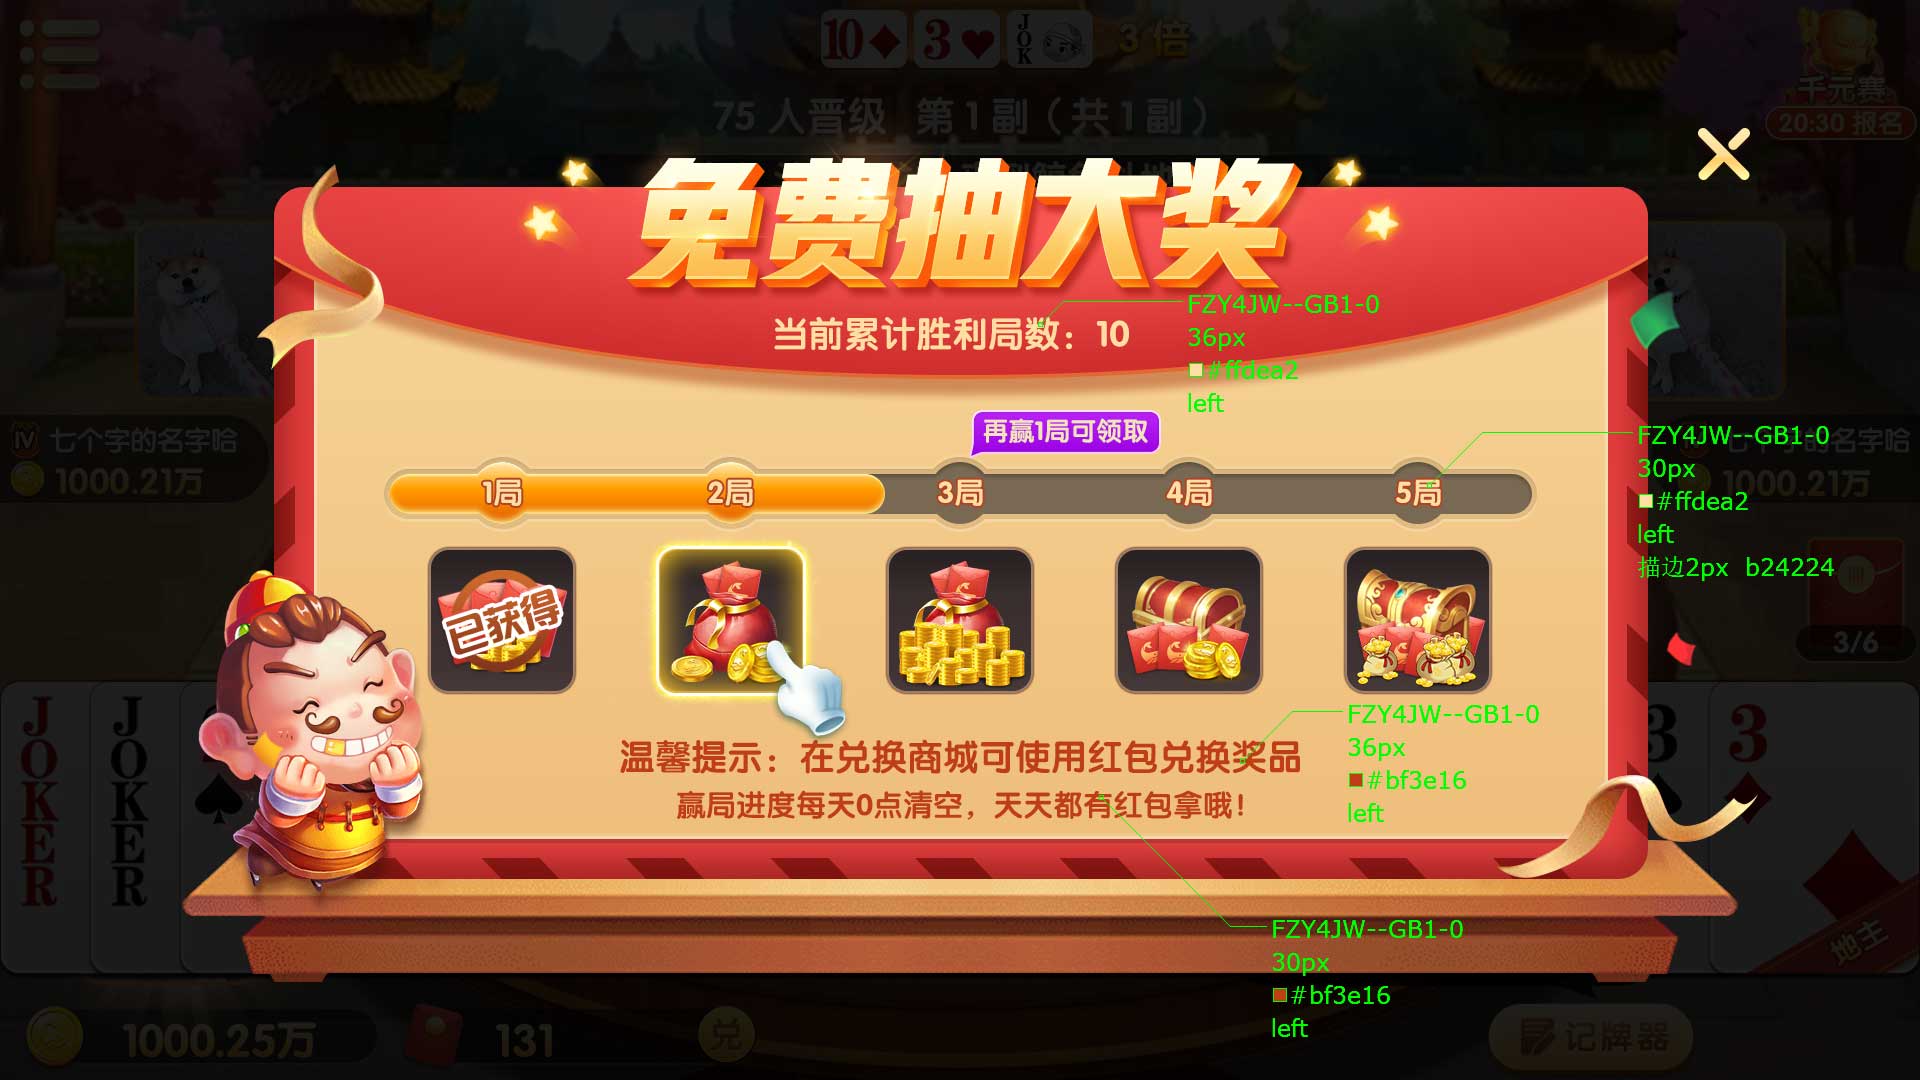 10 3 JOK 3 倍
千元赛
20:30 报名
75 人晋级 第1副（共1副）
免费抽大奖
当前累计胜利局数：10
FZY4JW--GB1-0
36px
#ffdea2
left
再赢1局可领取
IV 七个字的名字哈
1000.21万
1局 2局 3局 4局 5局
FZY4JW--GB1-0
30px
#ffdea2
left
描边2px b24224
1000.21万
已获得
3/6
FZY4JW--GB1-0
36px
#bf3e16
left
温馨提示：在兑换商城可使用红包兑换奖品
赢局进度每天0点清空，天天都有红包拿哦！
JOKER
JOKER
3
3
地主
FZY4JW--GB1-0
30px
#bf3e16
left
1000.25万
131
兑
记牌器